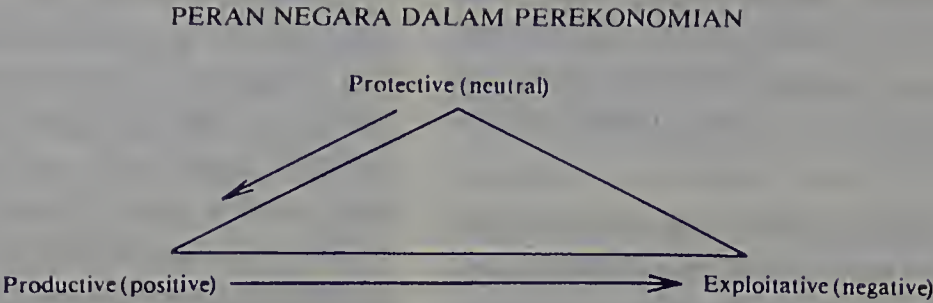 PERAN NEGARA DALAM PEREKONOMIAN
Protective (neutral)
Productive (positive)
Exploitative (negative)